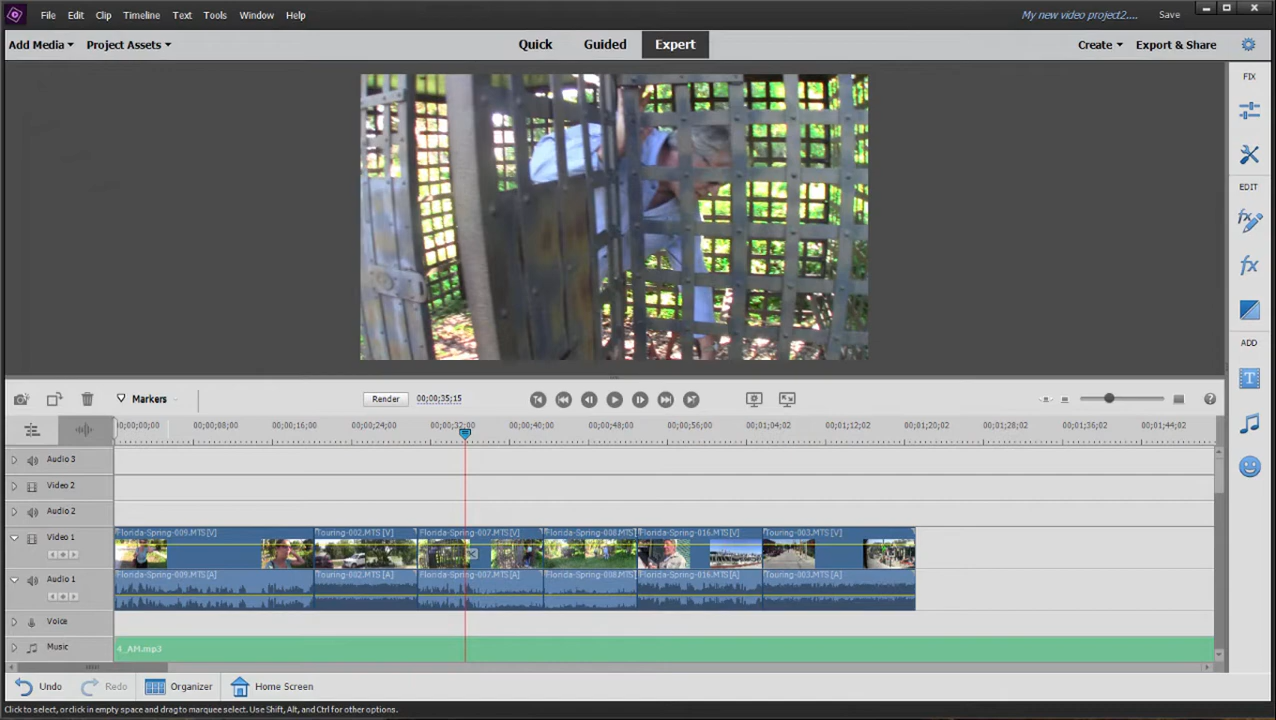 File Edit Clip Timeline Text Tools Window Help My new video project2.... Save
Add Media Project Assets Quick Guided Expert Create Export & Share
FIX
EDIT
ADD
Markers Render 00;00;35;15
;00;00;00 00;00;08;00 00;00;16;00 00;00;24;00 00;00;32;00 00;00;40;00 00;00;48;00 00;00;56;00 00;01;04;02 00;01;12;02 00;01;20;02 00;01;28;02 00;01;36;02 00;01;44;02
Audio 3
Video 2
Audio 2
Video 1 Florida-Spring-009.MTS[V] Touring-002.MTS [V] Florida-Spring-007.MTS[V] Florida-Spring-008.MTS[V] Florida-Spring-016.MTS[V] Touring-003.MTS [V]
Audio 1 Florida-Spring-009.MTS[A] Touring-002.MTS [A] Florida-Spring-007.MTS[A] Florida-Spring-008.MTS[A] Florida-Spring-016.MTS[A] Touring-003.MTS [A]
Voice
Music 4_AM.mp3
Undo Redo Organizer Home Screen
Click to select, or click in empty space and drag to marquee select. Use Shift, Alt, and Ctrl for other options.